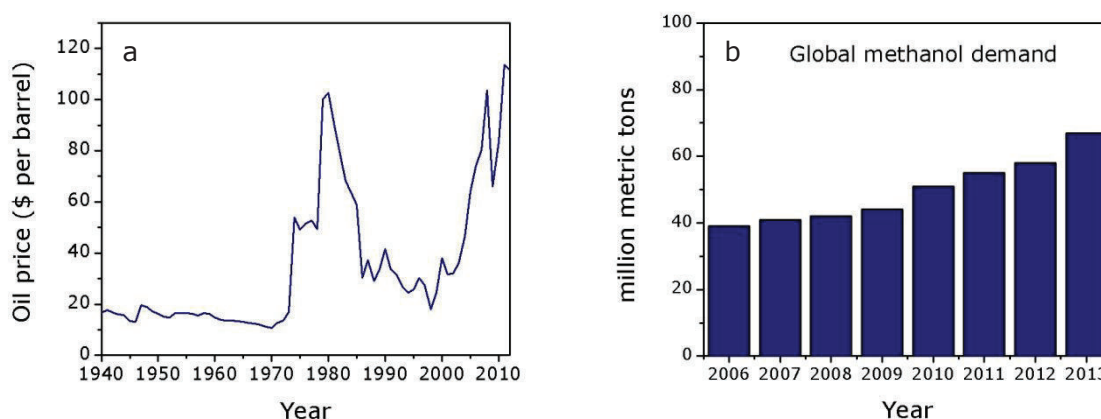 a
Oil price ($ per barrel)
120
100
80
60
40
20
0
1940 1950 1960 1970 1980 1990 2000 2010
Year
b
Global methanol demand
million metric tons
100
80
60
40
20
0
2006 2007 2008 2009 2010 2011 2012 2013
Year